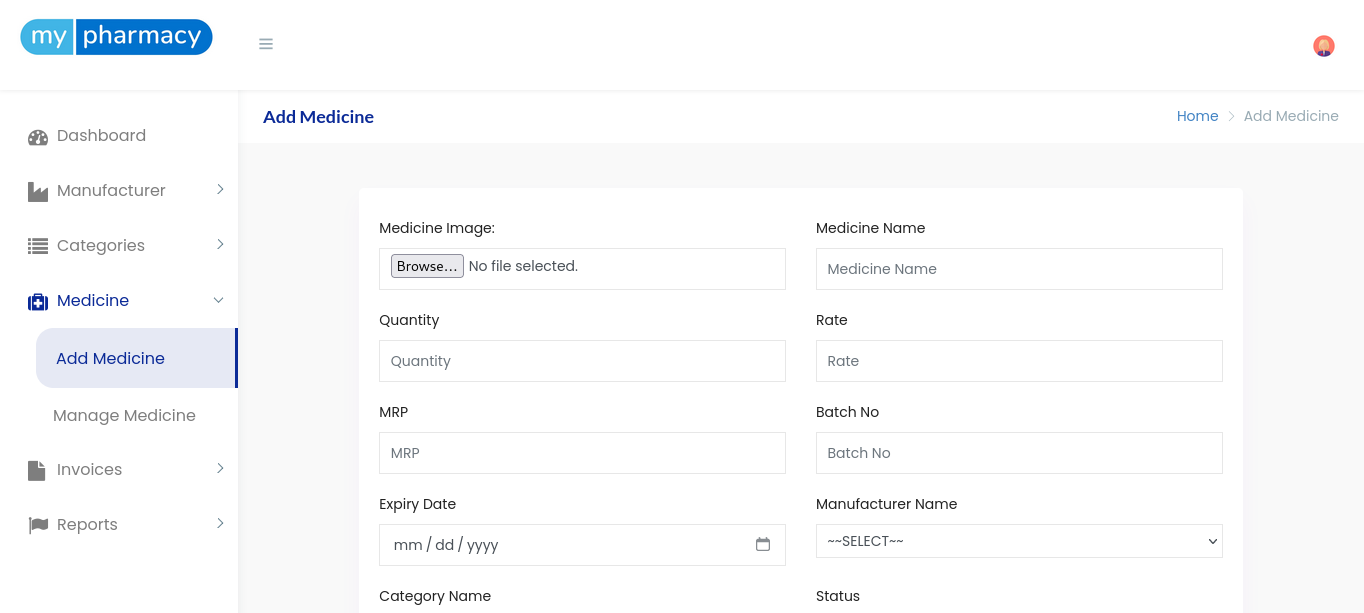 my pharmacy
Add Medicine
Home > Add Medicine
Dashboard
Manufacturer
Categories
Medicine
Add Medicine
Manage Medicine
Invoices
Reports
Medicine Image:
Browse... No file selected.
Medicine Name
Medicine Name
Quantity
Quantity
Rate
Rate
MRP
MRP
Batch No
Batch No
Expiry Date
mm / dd / yyyy
Manufacturer Name
~~SELECT~~
Category Name
Status